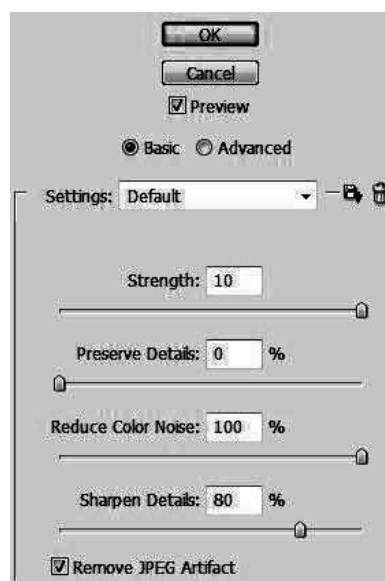 OK
Cancel
Preview
Basic Advanced
Settings: Default
Strength: 10
Preserve Details: 0 %
Reduce Color Noise: 100 %
Sharpen Details: 80 %
Remove JPEG Artifact